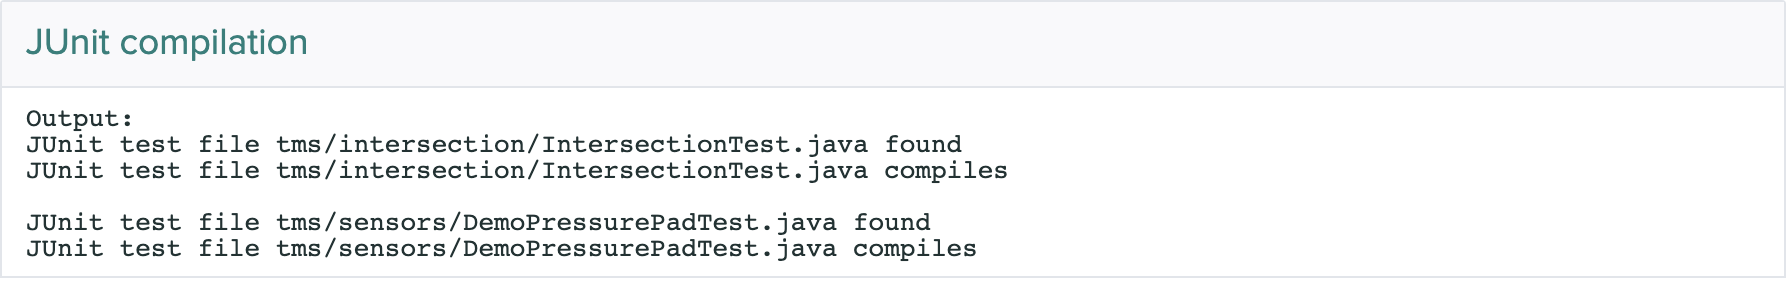 JUnit compilation
Output:
JUnit test file tms/intersection/IntersectionTest.java found
JUnit test file tms/intersection/IntersectionTest.java compiles
JUnit test file tms/sensors/DemoPressurePadTest.java found
JUnit test file tms/sensors/DemoPressurePadTest.java compiles